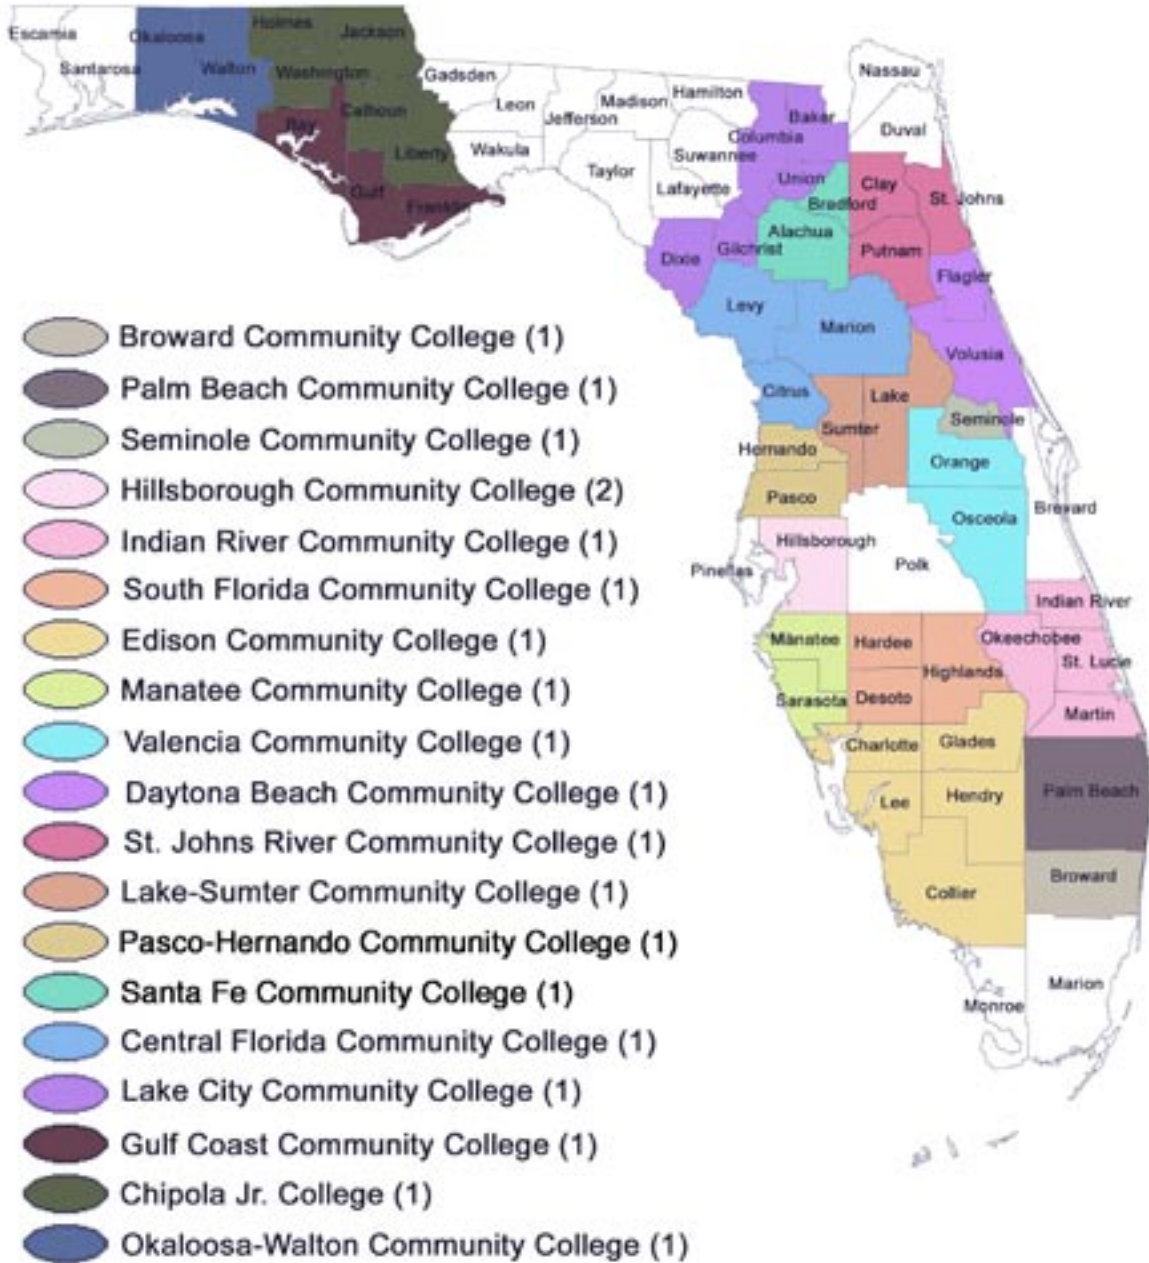 Escamia
Santarosa
Okaloosa
Walton
Holmes
Jackson
Washington
Calhoun
Bay
Liberty
Gulf
Franklin
Gadsden
Leon
Wakula
Jefferson
Madison
Hamilton
Taylor
Suwannee
Lafayette
Columbia
Baker
Nassau
Duval
Union
Bradford
Clay
St. Johns
Alachua
Putnam
Dixie
Gilchrist
Flagler
Levy
Marion
Volusia
Citrus
Lake
Sumter
Seminole
Hernando
Orange
Pasco
Osceola
Brevard
Hillsborough
Pinellas
Polk
Indian River
Manatee
Hardee
Okeechobee
St. Lucie
Highlands
Sarasota
Desoto
Martin
Charlotte
Glades
Lee
Hendry
Palm Beach
Collier
Broward
Monroe
Marion
Broward Community College (1)
Palm Beach Community College (1)
Seminole Community College (1)
Hillsborough Community College (2)
Indian River Community College (1)
South Florida Community College (1)
Edison Community College (1)
Manatee Community College (1)
Valencia Community College (1)
Daytona Beach Community College (1)
St. Johns River Community College (1)
Lake-Sumter Community College (1)
Pasco-Hernando Community College (1)
Santa Fe Community College (1)
Central Florida Community College (1)
Lake City Community College (1)
Gulf Coast Community College (1)
Chipola Jr. College (1)
Okaloosa-Walton Community College (1)